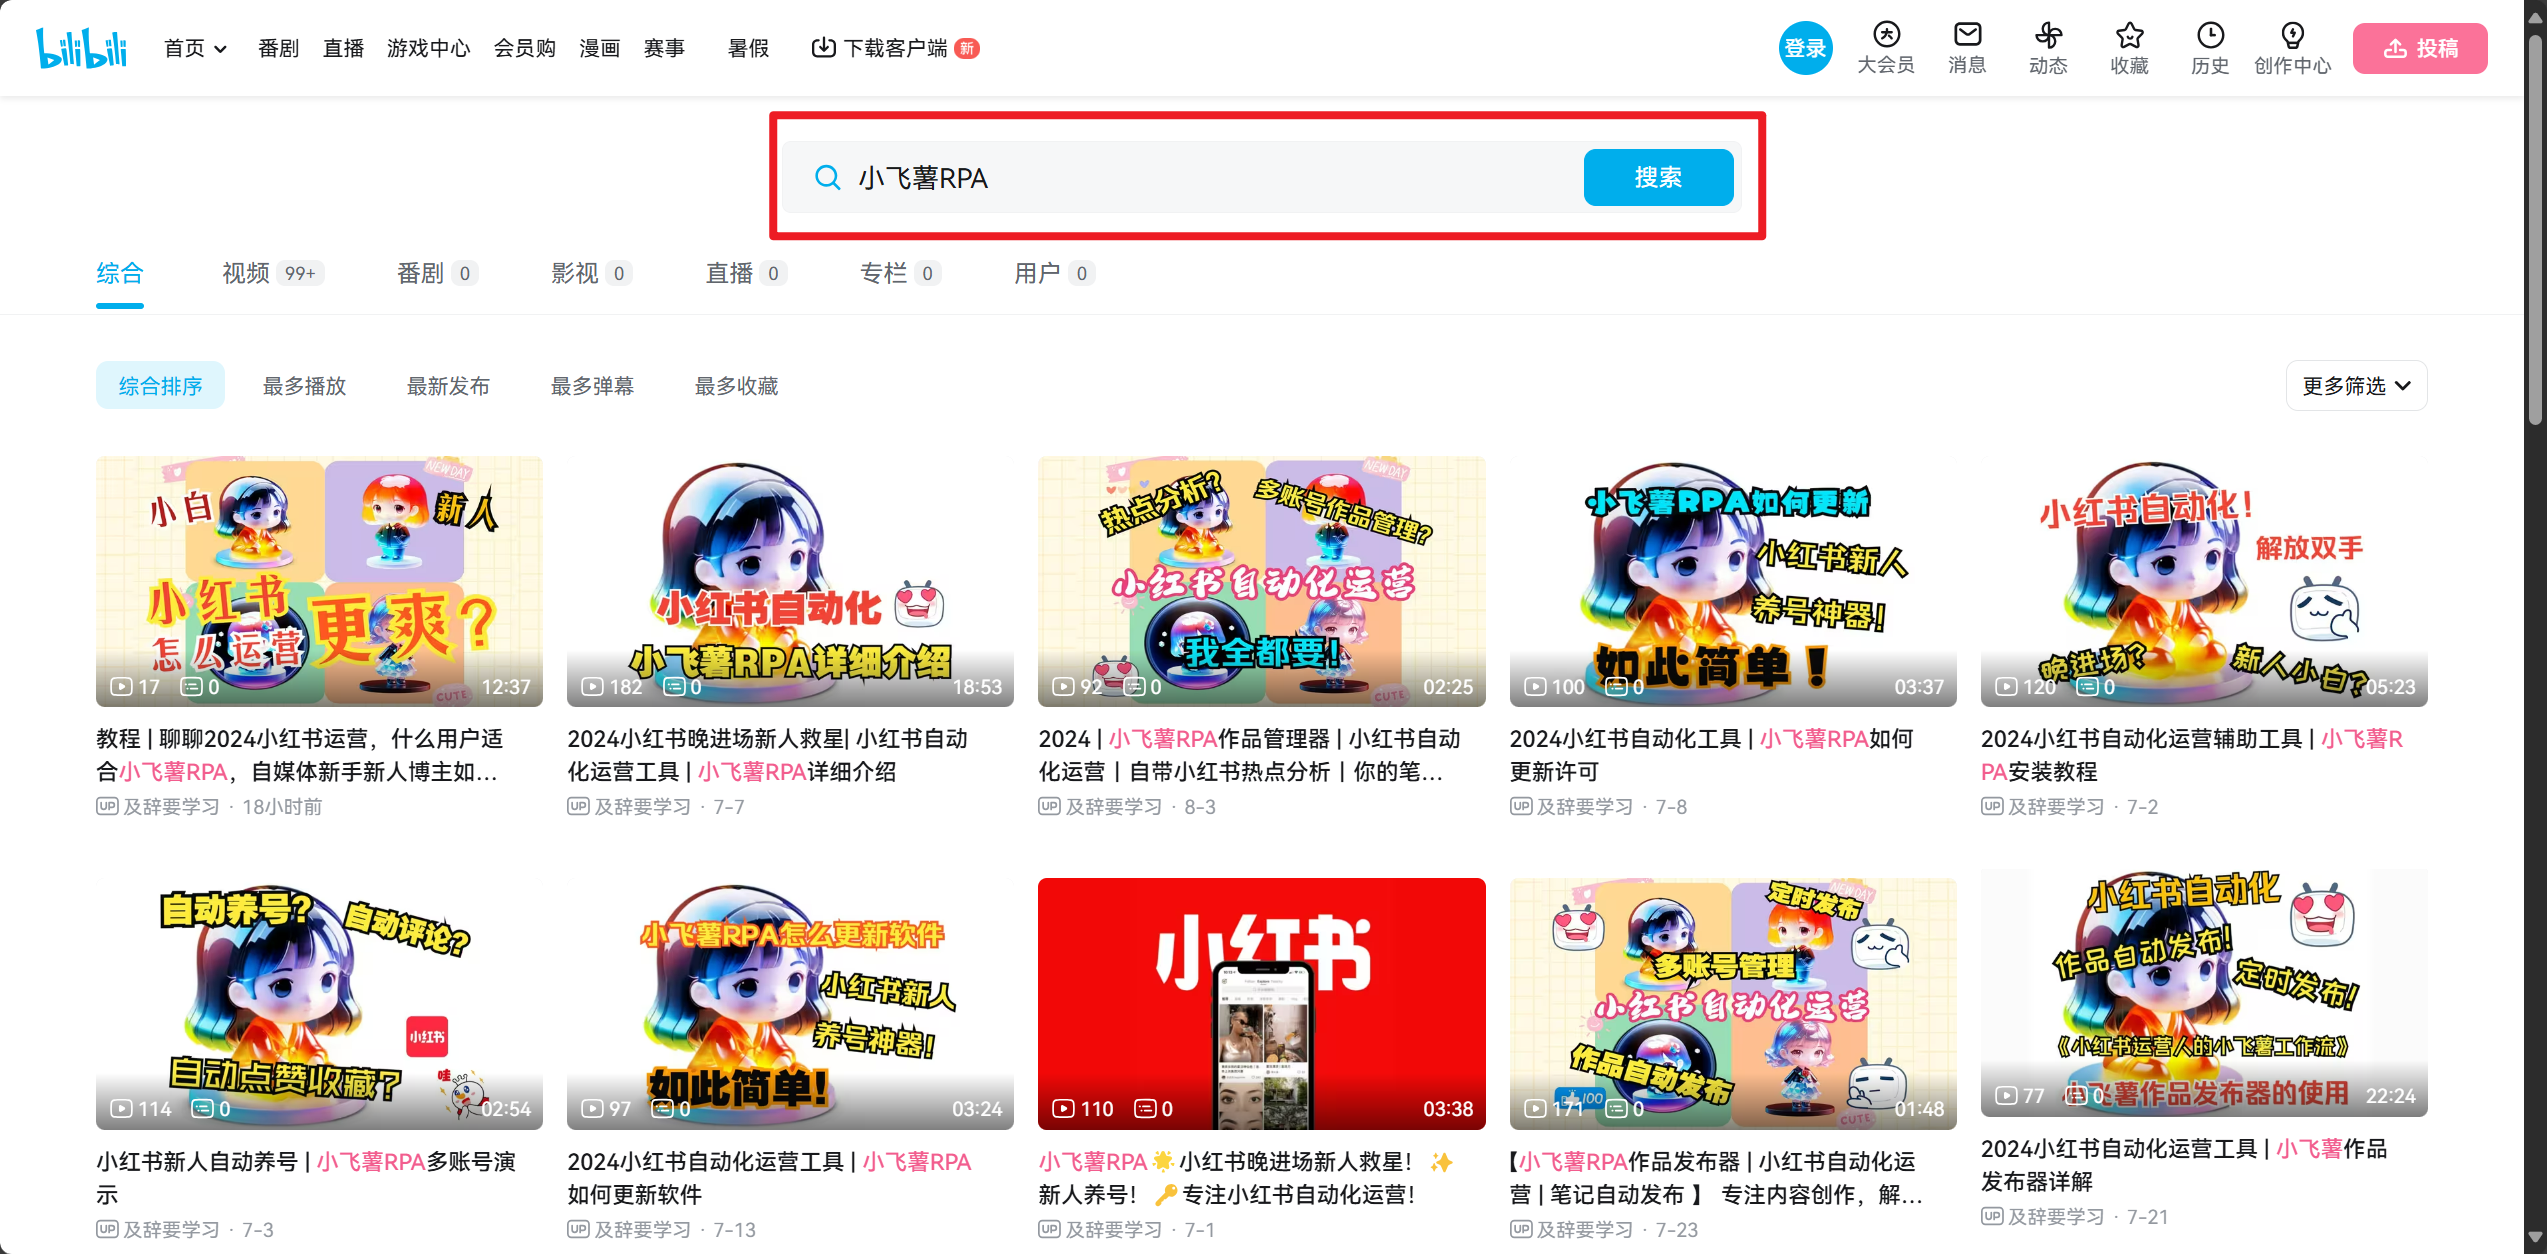 bilibili
首页 番剧 直播 游戏中心 会员购 漫画 赛事 暑假 下载客户端 新
登录 大会员 消息 动态 收藏 历史 创作中心 投稿
小飞薯RPA 搜索
综合 视频 99+ 番剧 0 影视 0 直播 0 专栏 0 用户 0
综合排序 最多播放 最新发布 最多弹幕 最多收藏 更多筛选
NEW DAY
小白 新人
小红书
怎么运营 更爽?
CUTE
17 0 12:37
教程 | 聊聊2024小红书运营，什么用户适
合小飞薯RPA，自媒体新手新人博主如...
UP 及辞要学习 · 18小时前
小红书自动化
小飞薯RPA详细介绍
182 0 18:53
2024小红书晚进场新人救星| 小红书自动
化运营工具 | 小飞薯RPA详细介绍
UP 及辞要学习 · 7-7
NEW DAY
热点分析? 多账号作品管理?
小红书自动化运营
我全都要!
CUTE
92 0 02:25
2024 | 小飞薯RPA作品管理器 | 小红书自动
化运营 | 自带小红书热点分析 | 你的笔...
UP 及辞要学习 · 8-3
小飞薯RPA如何更新
小红书新人
养号神器!
如此简单!
100 0 03:37
2024小红书自动化工具 | 小飞薯RPA如何
更新许可
UP 及辞要学习 · 7-8
小红书自动化!
解放双手
晚进场? 新人小白?
120 0 05:23
2024小红书自动化运营辅助工具 | 小飞薯R
PA安装教程
UP 及辞要学习 · 7-2
自动养号? 自动评论?
小红书
自动点赞收藏?
哇
114 0 02:54
小红书新人自动养号 | 小飞薯RPA多账号演
示
UP 及辞要学习 · 7-3
小飞薯RPA怎么更新软件
小红书新人
养号神器!
如此简单!
97 0 03:24
2024小红书自动化运营工具 | 小飞薯RPA
如何更新软件
UP 及辞要学习 · 7-13
小红书
110 0 03:38
小飞薯RPA🌟小红书晚进场新人救星！✨
新人养号！🔑专注小红书自动化运营！
UP 及辞要学习 · 7-1
NEW DAY
定时发布
多账号管理
小红书自动化运营
作品自动发布
100
CUTE
171 0 01:48
【小飞薯RPA作品发布器 | 小红书自动化运
营 | 笔记自动发布 】 专注内容创作，解...
UP 及辞要学习 · 7-23
小红书自动化
作品自动发布!
定时发布!
《小红书运营人的小飞薯工作流》
小飞薯作品发布器的使用
77 0 22:24
2024小红书自动化运营工具 | 小飞薯作品
发布器详解
UP 及辞要学习 · 7-21